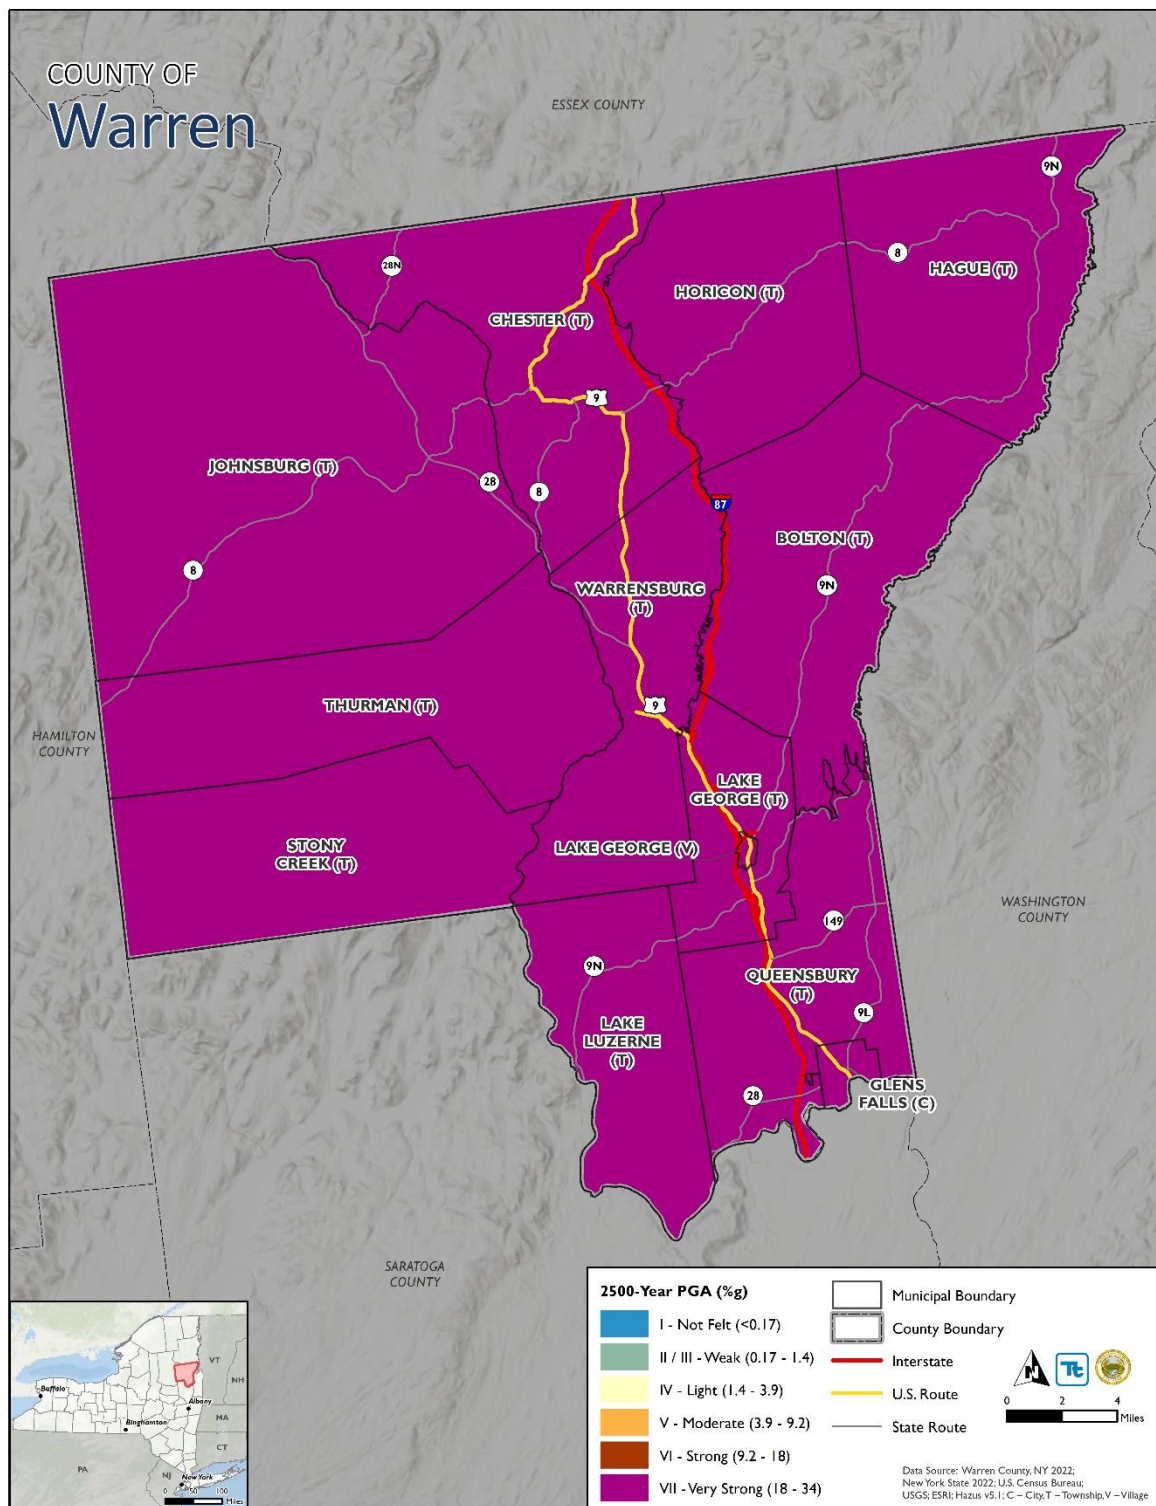 COUNTY OF
Warren
ESSEX COUNTY
9N
28N
8
HAGUE (T)
HORICON (T)
CHESTER (T)
9
JOHNSBURG (T)
28
8
87
BOLTON (T)
8
9N
WARRENSBURG
(T)
THURMAN (T)
9
HAMILTON
COUNTY
LAKE
GEORGE (T)
STONY
CREEK (T)
LAKE GEORGE (V)
WASHINGTON
COUNTY
149
9N
QUEENSBURY
(T)
9L
LAKE
LUZERNE
(T)
28
GLENS
FALLS (C)
SARATOGA
COUNTY
2500-Year PGA (%g)
I - Not Felt (<0.17)
II / III - Weak (0.17 - 1.4)
IV - Light (1.4 - 3.9)
V - Moderate (3.9 - 9.2)
VI - Strong (9.2 - 18)
VII - Very Strong (18 - 34)
Municipal Boundary
County Boundary
Interstate
U.S. Route
State Route
N
Tt
0 2 4
Miles
Data Source: Warren County, NY 2022;
New York State 2022; U.S. Census Bureau;
USGS; ESRI; Hazus v5.1; C – City, T – Township, V – Village
VT
NH
Buffalo
Albany
MA
Binghamton
CT
PA
NJ
New York
0 50 100
Miles